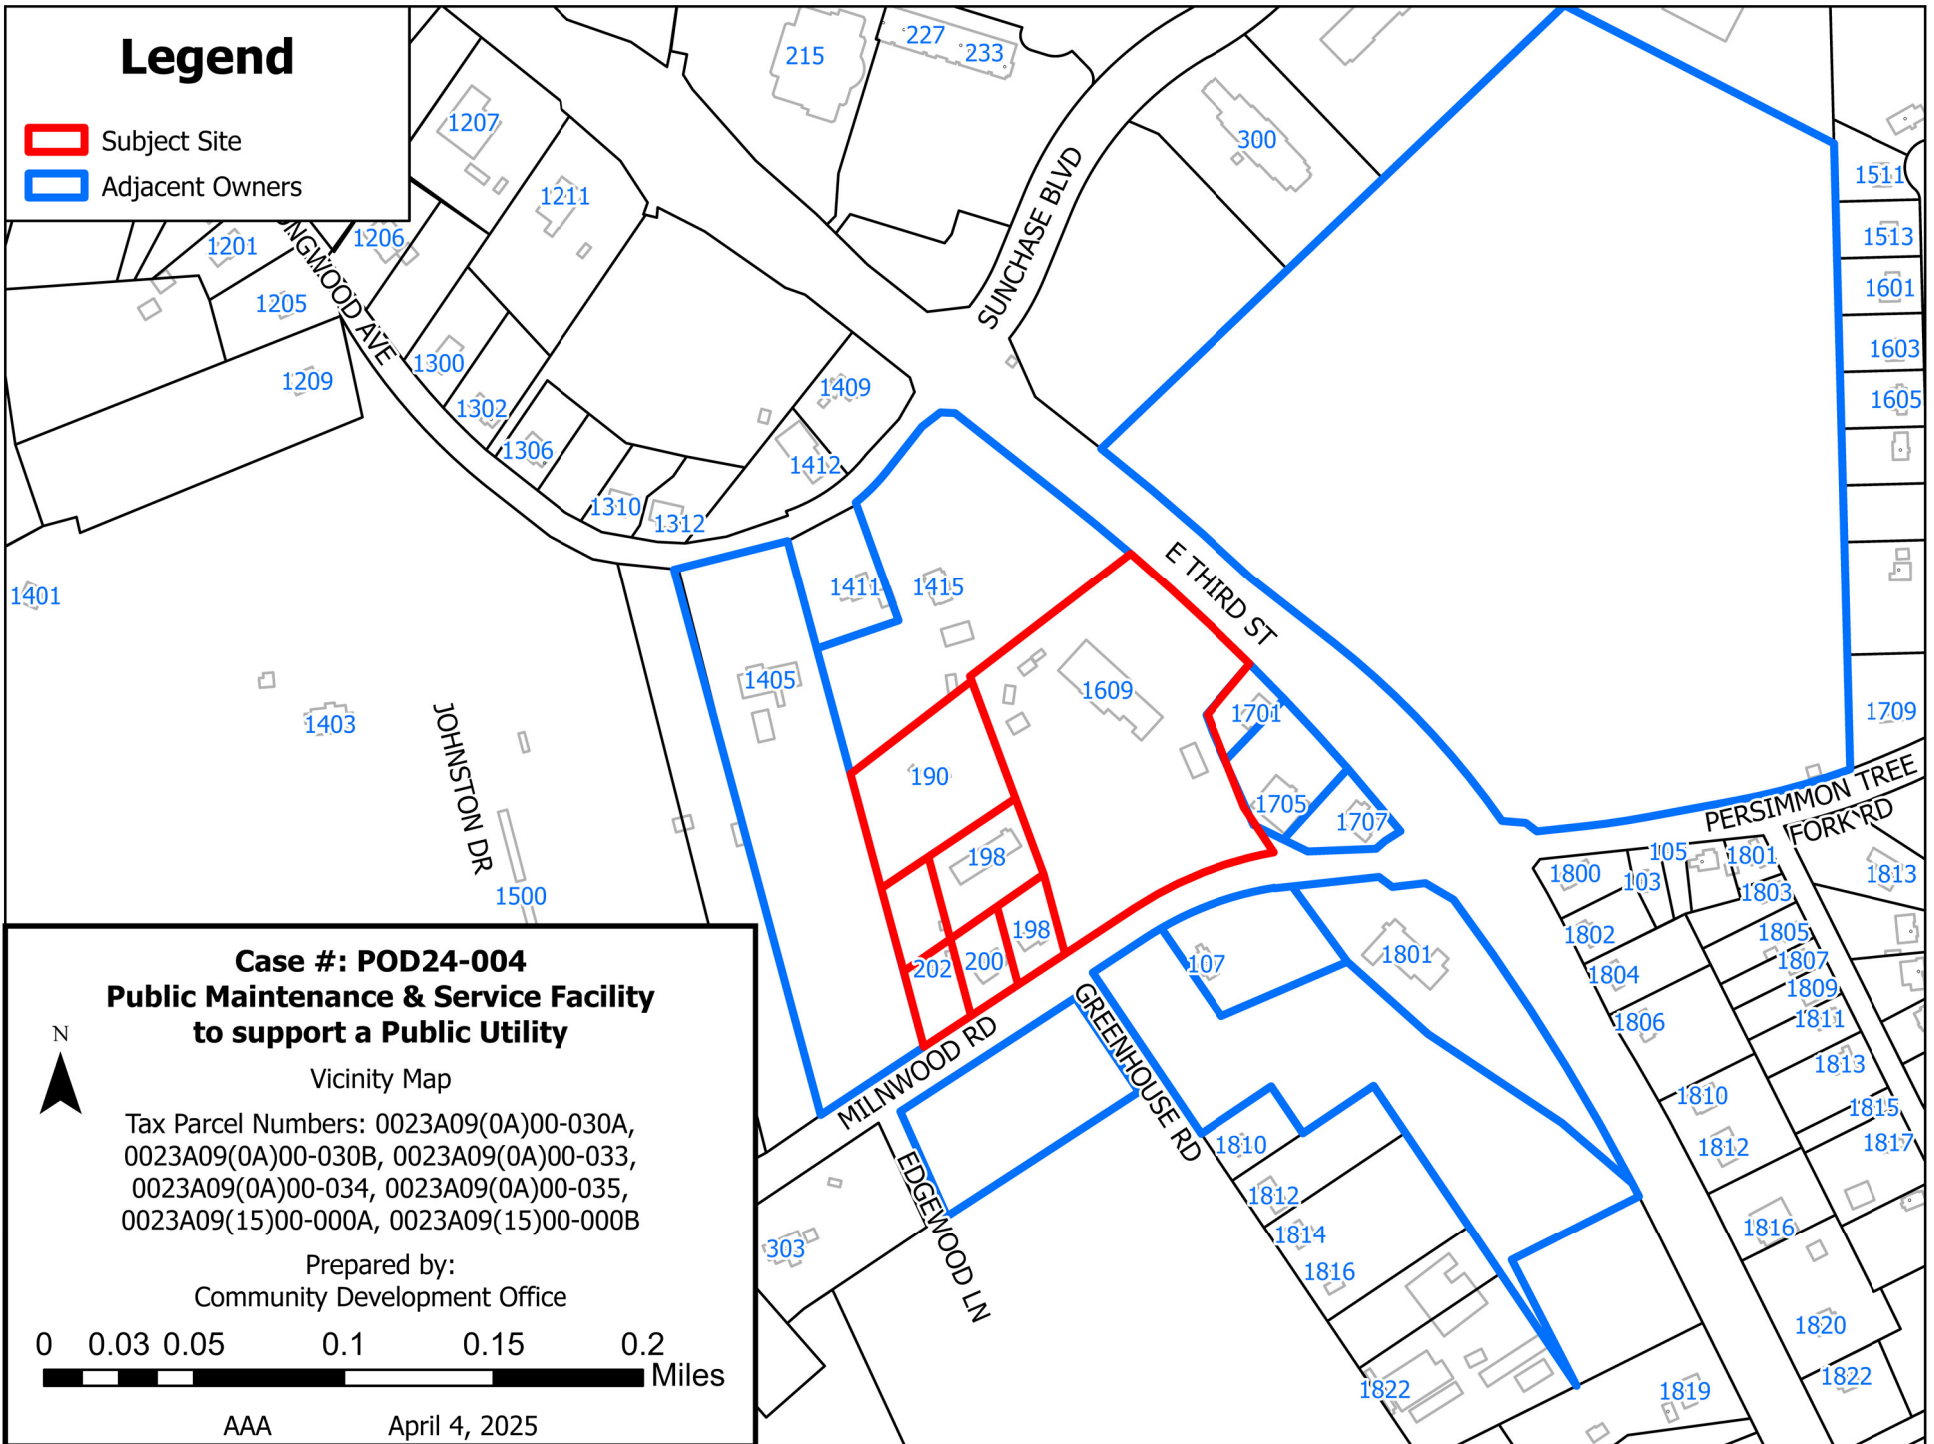 Legend
Subject Site
Adjacent Owners
215
227
233
1207
300
1211
1511
1201
1206
1513
ONGWOOD AVE
SUNCHASE BLVD
1205
1601
1300
1603
1209
1409
1605
1302
1306
1412
1310
1312
1401
1411
1415
E THIRD ST
1405
1609
1403
1701
1709
JOHNSTON DR
190
1705
1707
PERSIMMON TREE
FORK RD
198
105
1801
1800
103
1803
1813
1500
198
1802
1805
202
200
107
1801
1804
1807
1809
1806
1811
MILNWOOD RD
GREENHOUSE RD
1813
1810
1815
1810
1812
1817
EDGEWOOD LN
1812
303
1814
1816
1816
1820
1822
1822
1819
Case #: POD24-004
Public Maintenance & Service Facility
to support a Public Utility
N
Vicinity Map
Tax Parcel Numbers: 0023A09(0A)00-030A,
0023A09(0A)00-030B, 0023A09(0A)00-033,
0023A09(0A)00-034, 0023A09(0A)00-035,
0023A09(15)00-000A, 0023A09(15)00-000B
Prepared by:
Community Development Office
0 0.03 0.05 0.1 0.15 0.2
Miles
AAA April 4, 2025